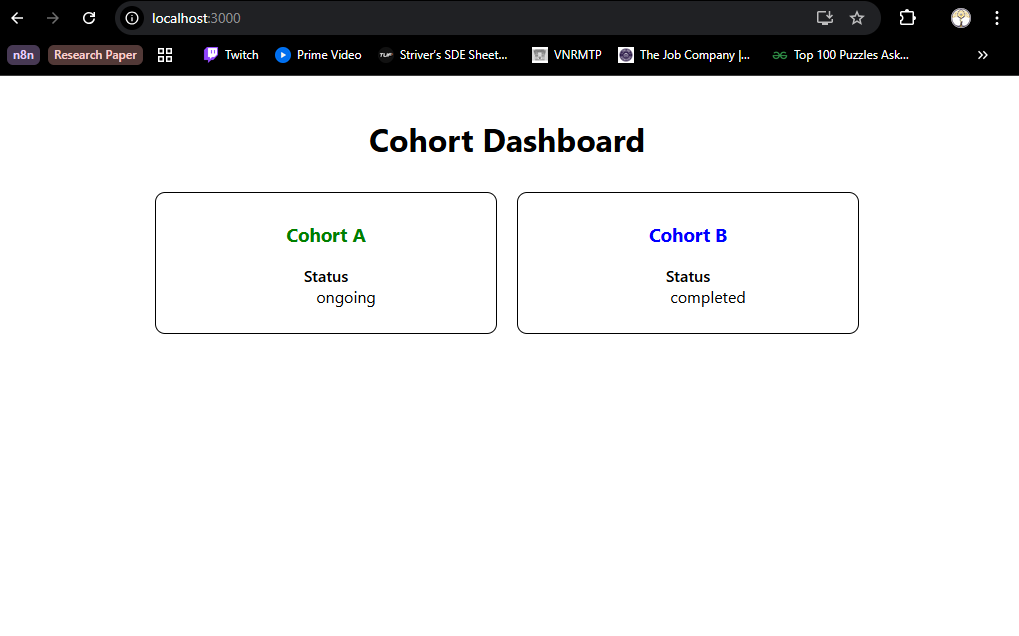 localhost:3000
n8n Research Paper Twitch Prime Video TUF Striver's SDE Sheet... VNRMTP The Job Company |... Top 100 Puzzles Ask... »
Cohort Dashboard
Cohort A
Status
ongoing
Cohort B
Status
completed